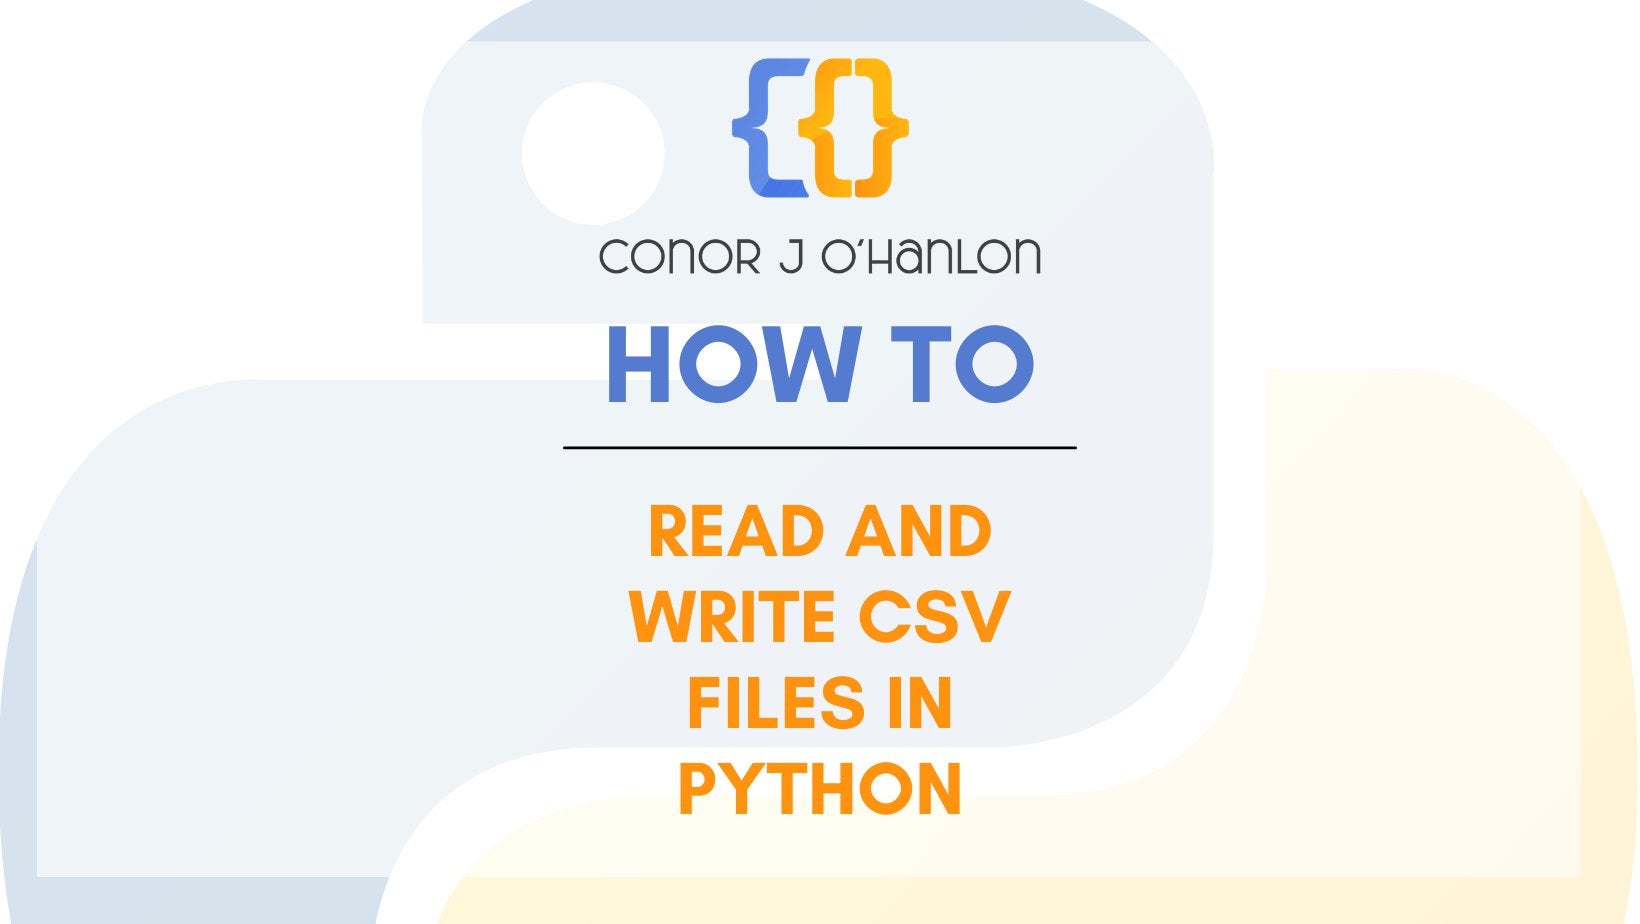 CONOR J O'HANLON
HOW TO
READ AND
WRITE CSV
FILES IN
PYTHON